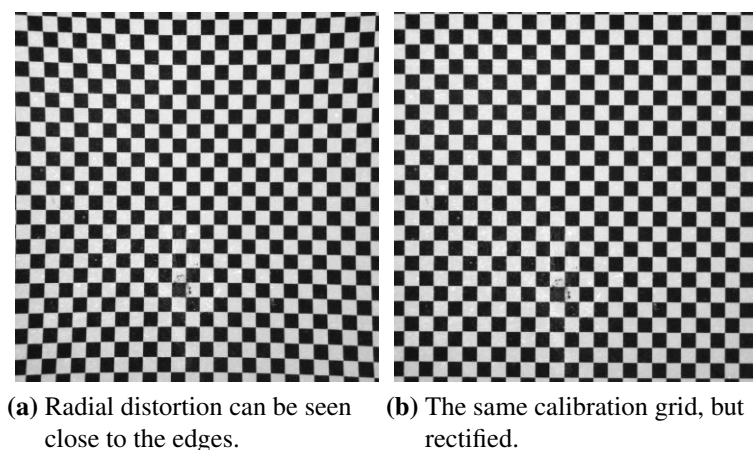 (a) Radial distortion can be seen
close to the edges.
(b) The same calibration grid, but
rectified.